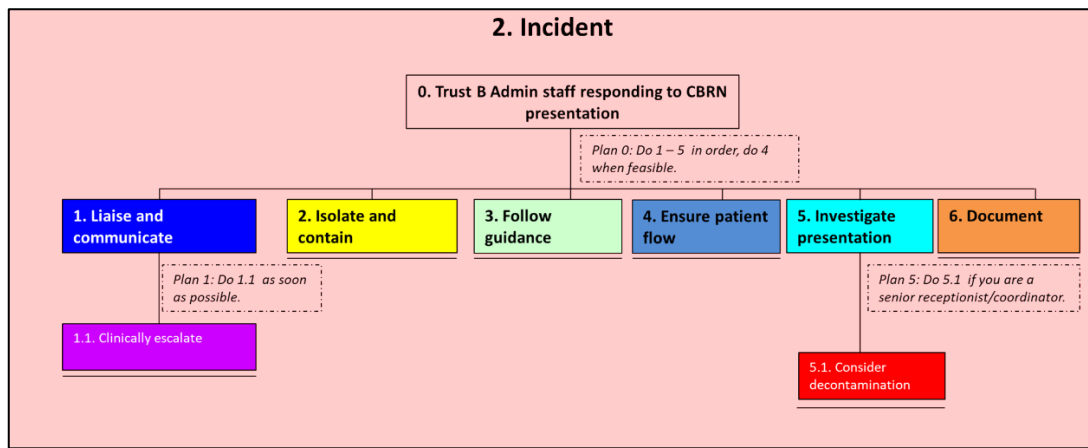 2. Incident
0. Trust B Admin staff responding to CBRN
presentation
Plan 0: Do 1 – 5 in order, do 4
when feasible.
1. Liaise and
communicate
2. Isolate and
contain
3. Follow
guidance
4. Ensure patient
flow
5. Investigate
presentation
6. Document
Plan 1: Do 1.1 as soon
as possible.
Plan 5: Do 5.1 if you are a
senior receptionist/coordinator.
1.1. Clinically escalate
5.1. Consider
decontamination